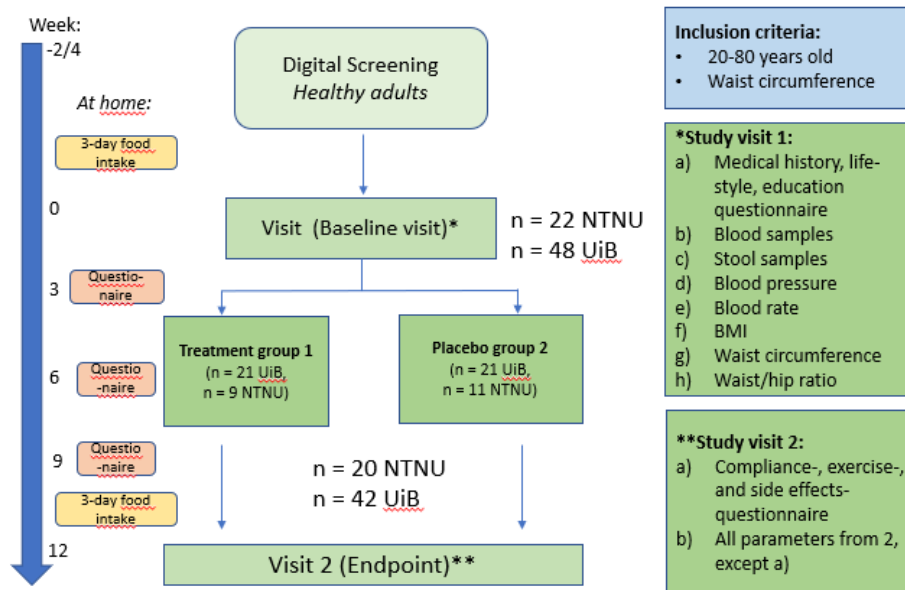 Week:
-2/4
At home:
3-day food
intake
0
3
Questio-
naire
6
Questio
-naire
9
Questio
-naire
3-day food
intake
12
Digital Screening
Healthy adults
Visit (Baseline visit)*
n = 22 NTNU
n = 48 UiB
Treatment group 1
(n = 21 UiB,
n = 9 NTNU)
Placebo group 2
(n = 21 UiB,
n = 11 NTNU)
n = 20 NTNU
n = 42 UiB
Visit 2 (Endpoint)**
Inclusion criteria:
• 20-80 years old
• Waist circumference
*Study visit 1:
a) Medical history, life-
style, education
questionnaire
b) Blood samples
c) Stool samples
d) Blood pressure
e) Blood rate
f) BMI
g) Waist circumference
h) Waist/hip ratio
**Study visit 2:
a) Compliance-, exercise-,
and side effects-
questionnaire
b) All parameters from 2,
except a)